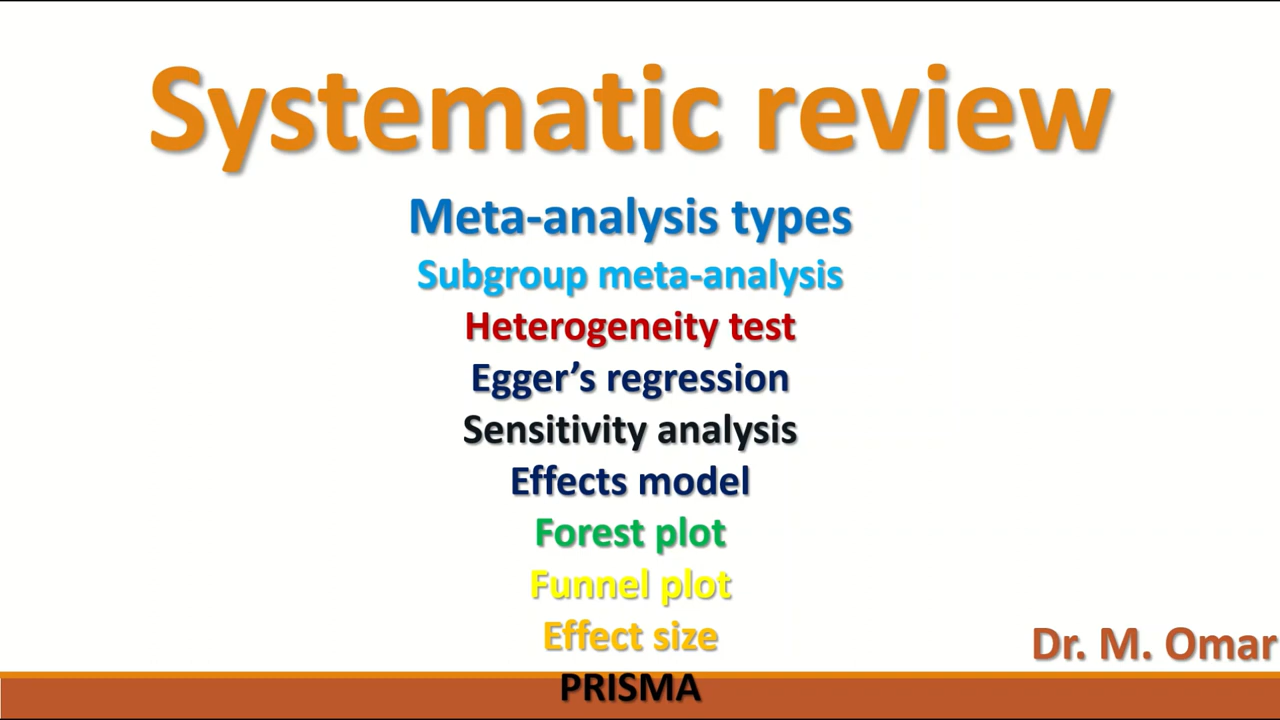 Systematic review
Meta-analysis types
Subgroup meta-analysis
Heterogeneity test
Egger’s regression
Sensitivity analysis
Effects model
Forest plot
Funnel plot
Effect size
Dr. M. Omar
PRISMA